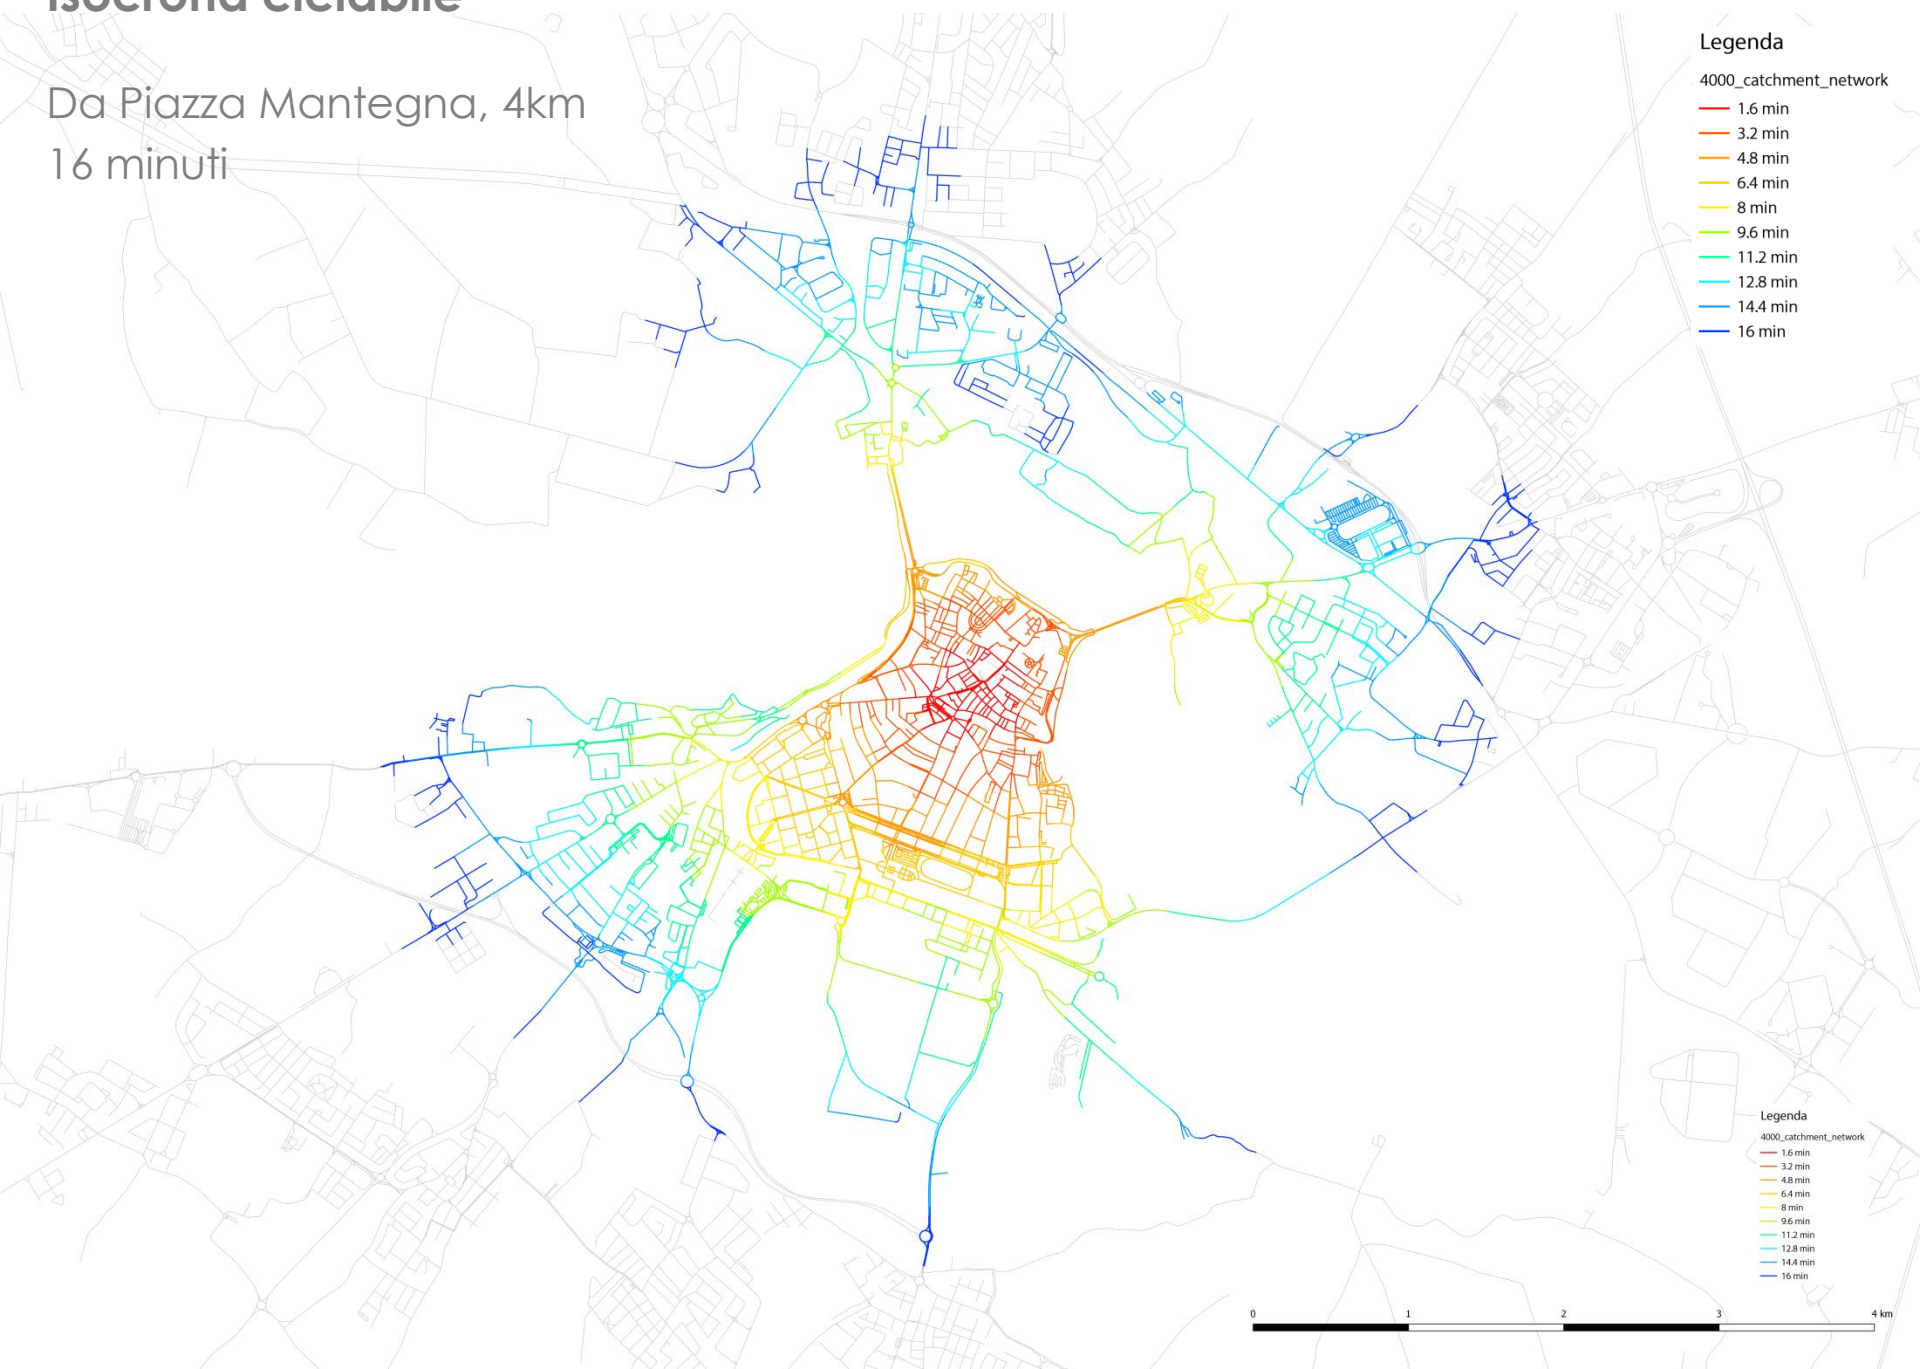 Isocrona ciclabile
Da Piazza Mantegna, 4km
16 minuti
Legenda
4000_catchment_network
1.6 min
3.2 min
4.8 min
6.4 min
8 min
9.6 min
11.2 min
12.8 min
14.4 min
16 min
Legenda
4000_catchment_network
1.6 min
3.2 min
4.8 min
6.4 min
8 min
9.6 min
11.2 min
12.8 min
14.4 min
16 min
0 1 2 3 4 km